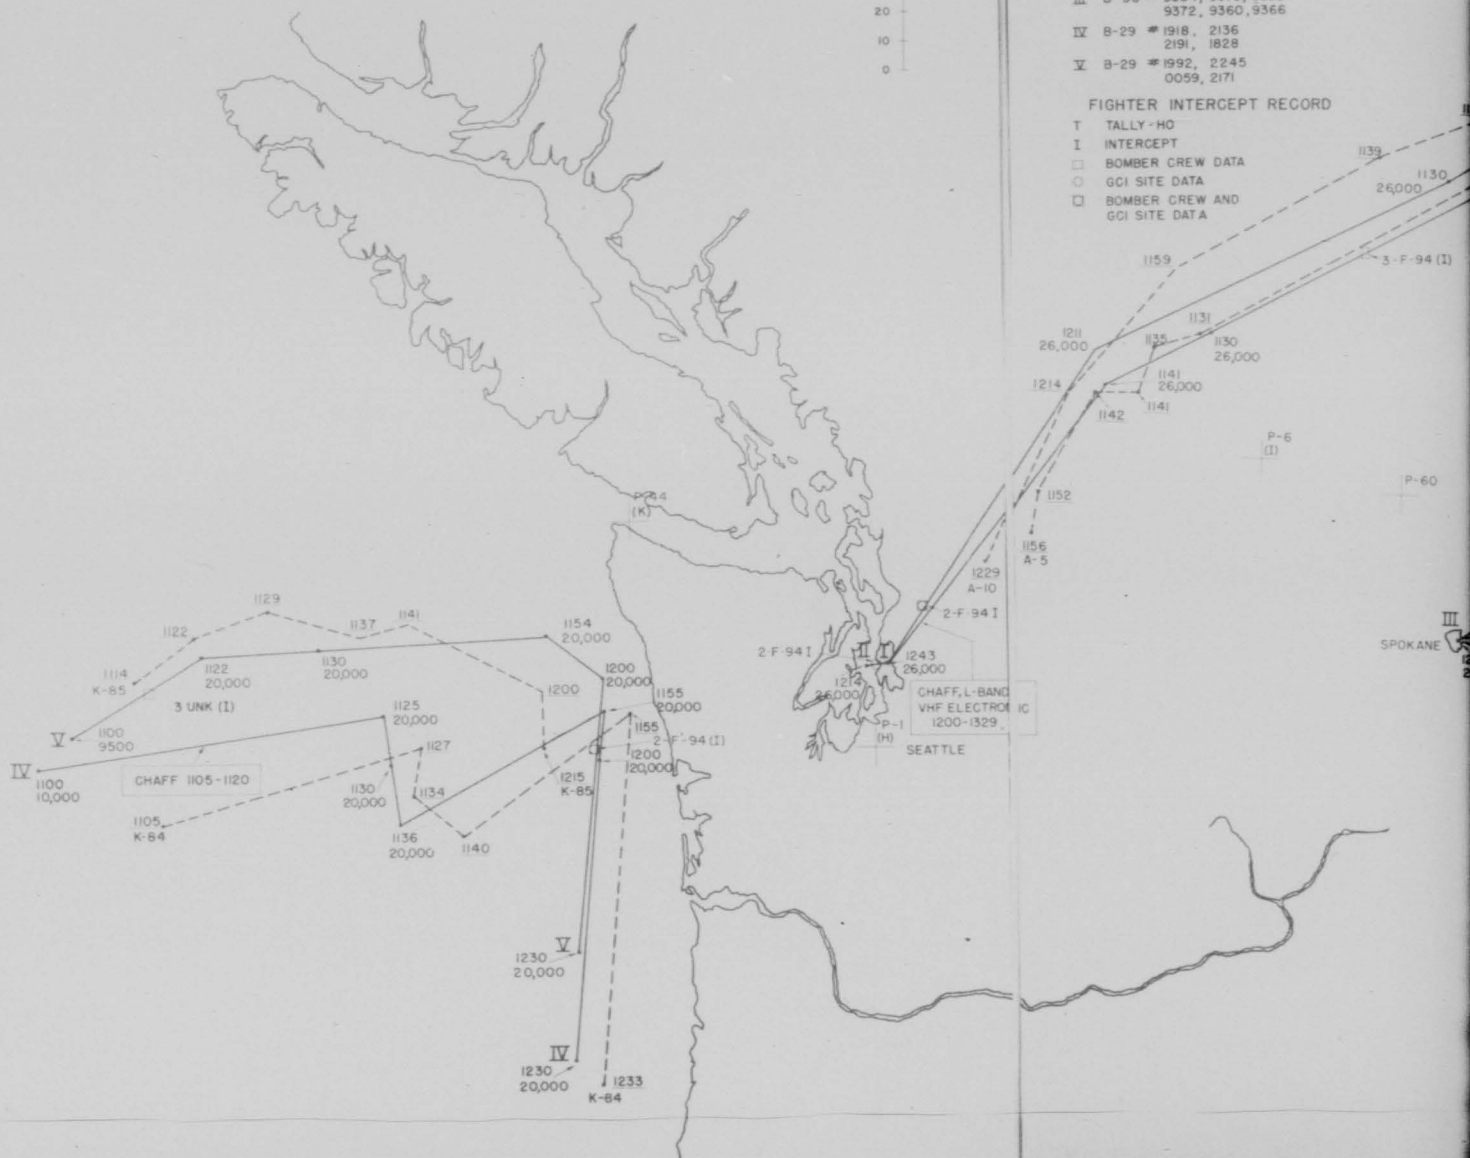 20
10
0
III
9372, 9360, 9366
IV B-29 # 1918, 2136
2191, 1828
V B-29 # 1992, 2245
0059, 2171
FIGHTER INTERCEPT RECORD
T TALLY-HO
I INTERCEPT
BOMBER CREW DATA
GCI SITE DATA
BOMBER CREW AND
GCI SITE DATA
1139
1130
26,000
1159
3-F-94 (I)
1131
1211
26,000
1135
1130
26,000
1141
26,000
1214
1142
1141
P-6
(I)
P-60
P-44
(K)
1152
1156
A-5
1229
A-10
2-F-94 I
III
SPOKANE
2-F-94 I
II I
1243
26,000
1214
26,000
CHAFF, L-BAND
VHF ELECTRONIC
1200-1329
P-1
(H)
SEATTLE
1129
1122
1137
1141
1154
20,000
1114
K-85
1122
20,000
1130
20,000
1200
20,000
1200
1155
20,000
3 UNK (I)
1125
20,000
1155
2-F-94 (I)
V
1100
9500
1127
1200
20,000
IV
1100
10,000
CHAFF 1105-1120
1130
20,000
1134
1215
K-85
1105
K-84
1136
20,000
1140
V
1230
20,000
IV
1230
20,000
1233
K-84